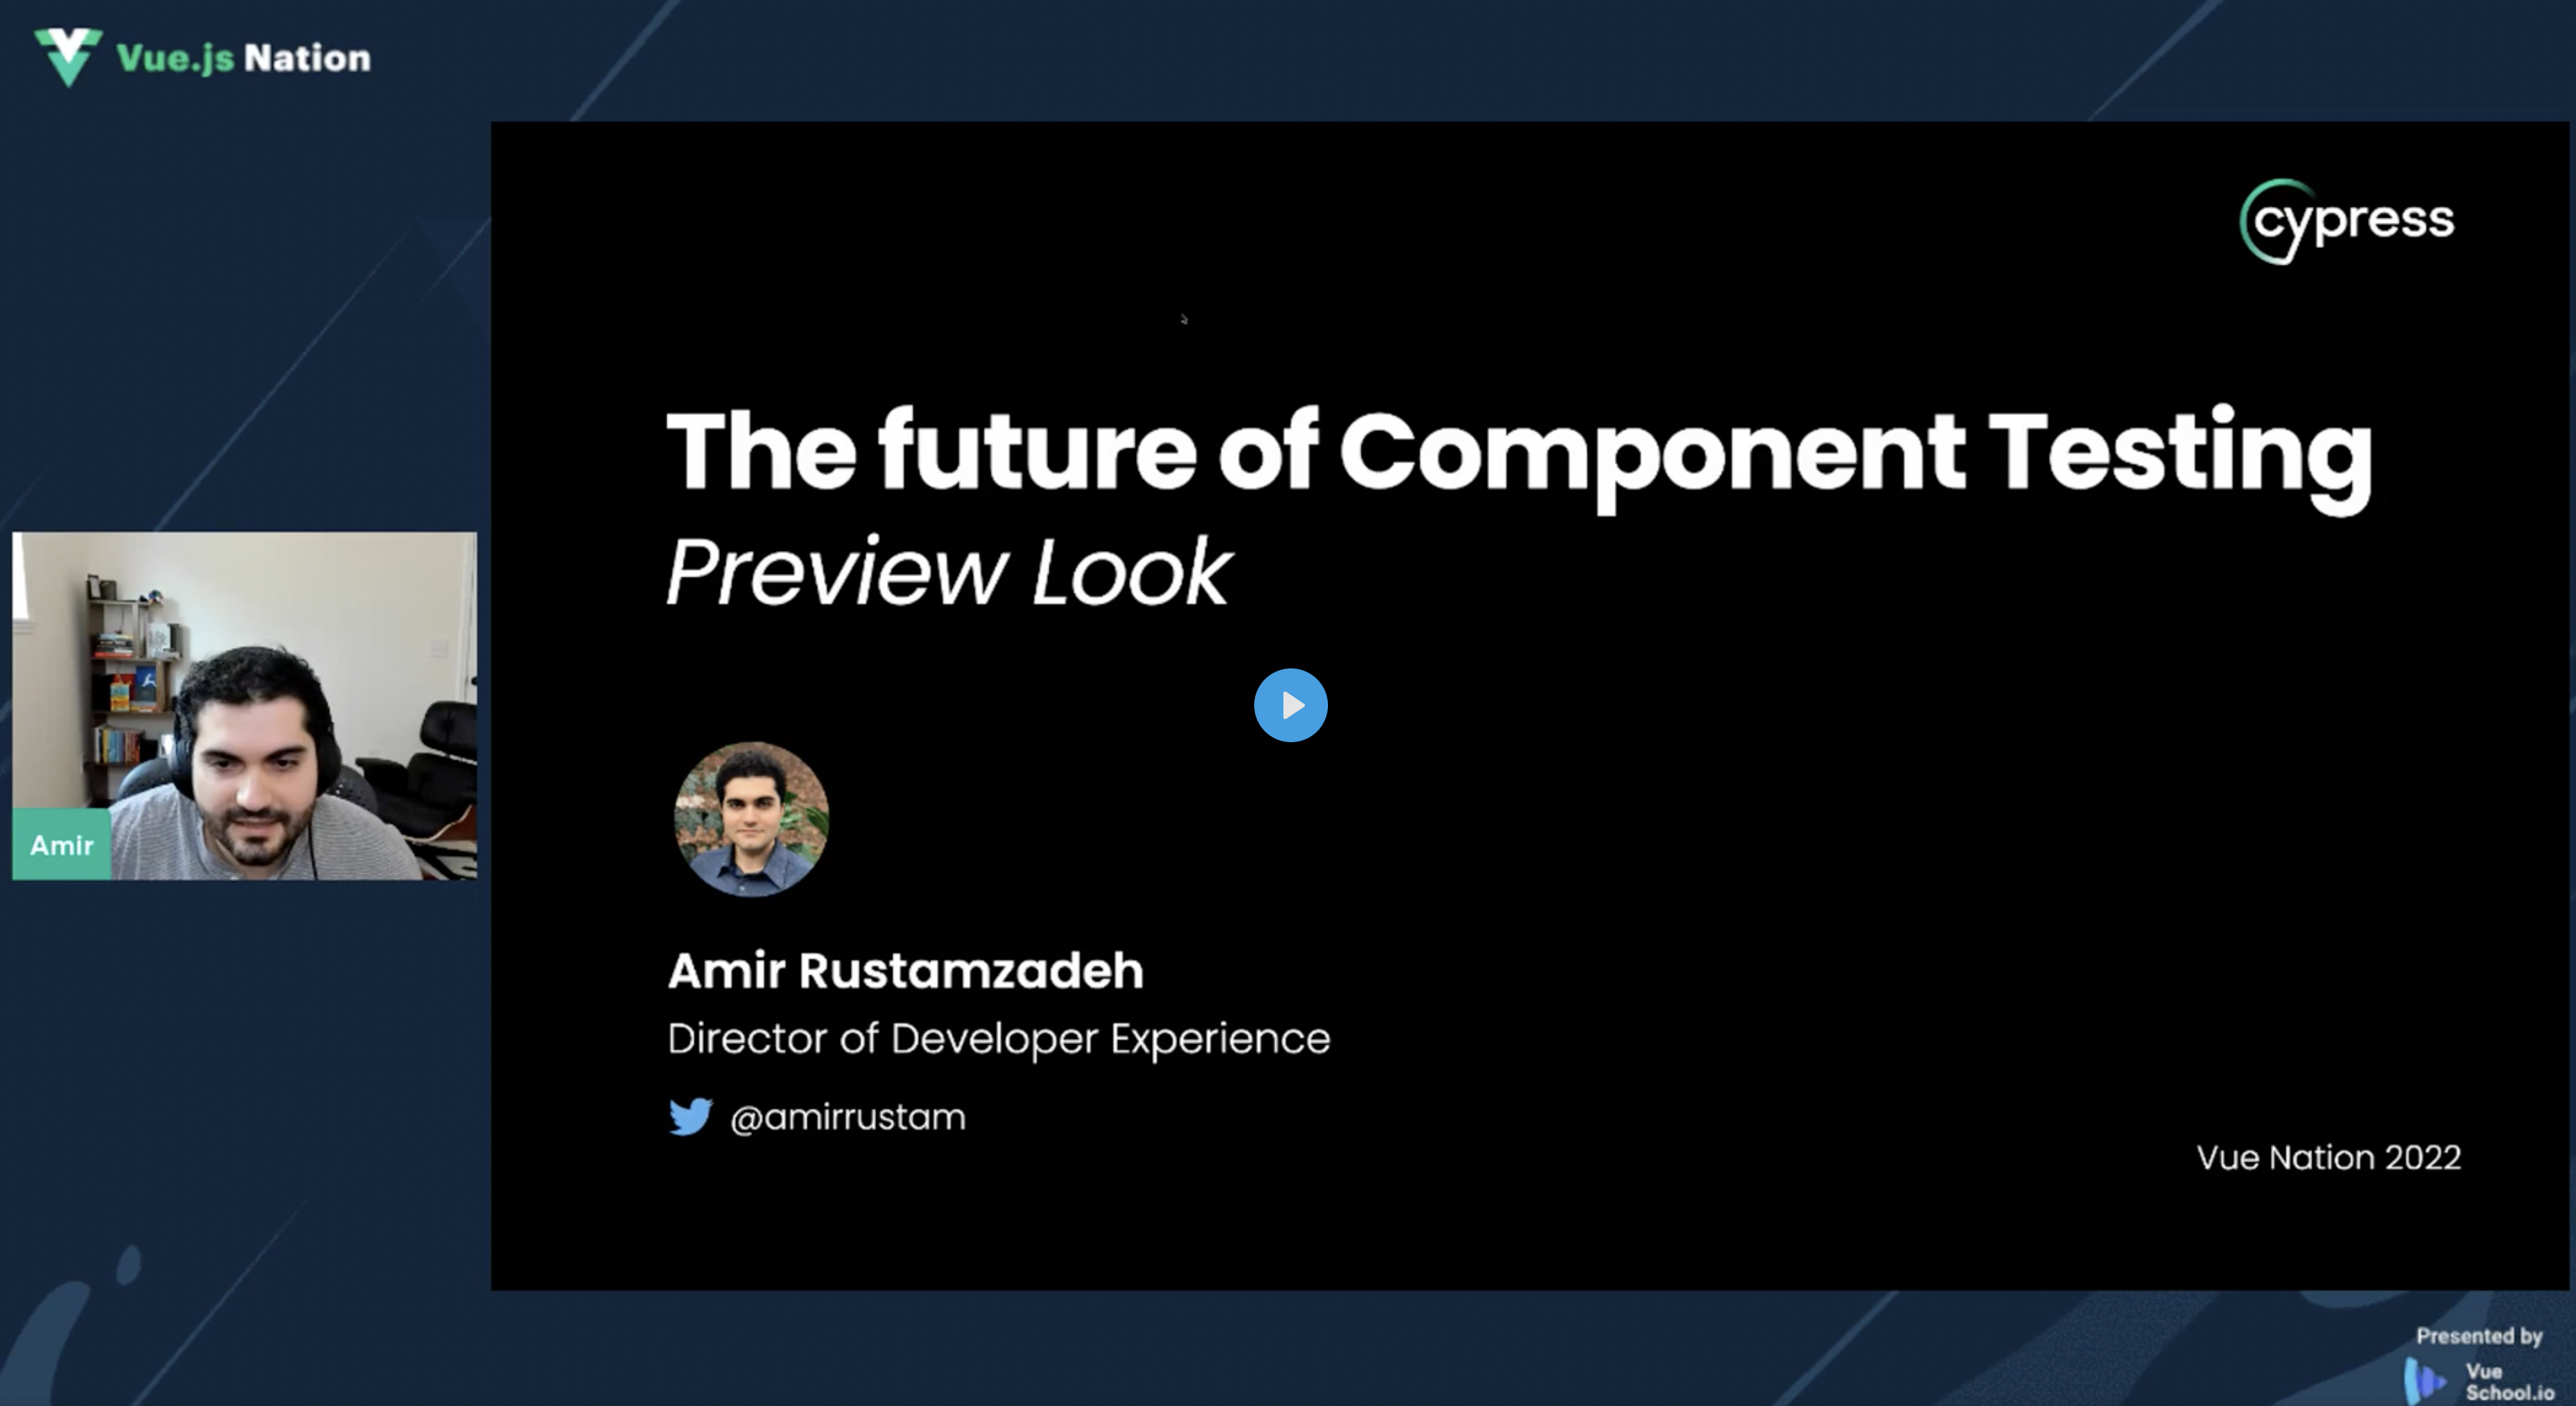 Vue.js Nation
cypress
The future of Component Testing
Preview Look
Amir
Amir Rustamzadeh
Director of Developer Experience
@amirrustam
Vue Nation 2022
Presented by
Vue
School.io